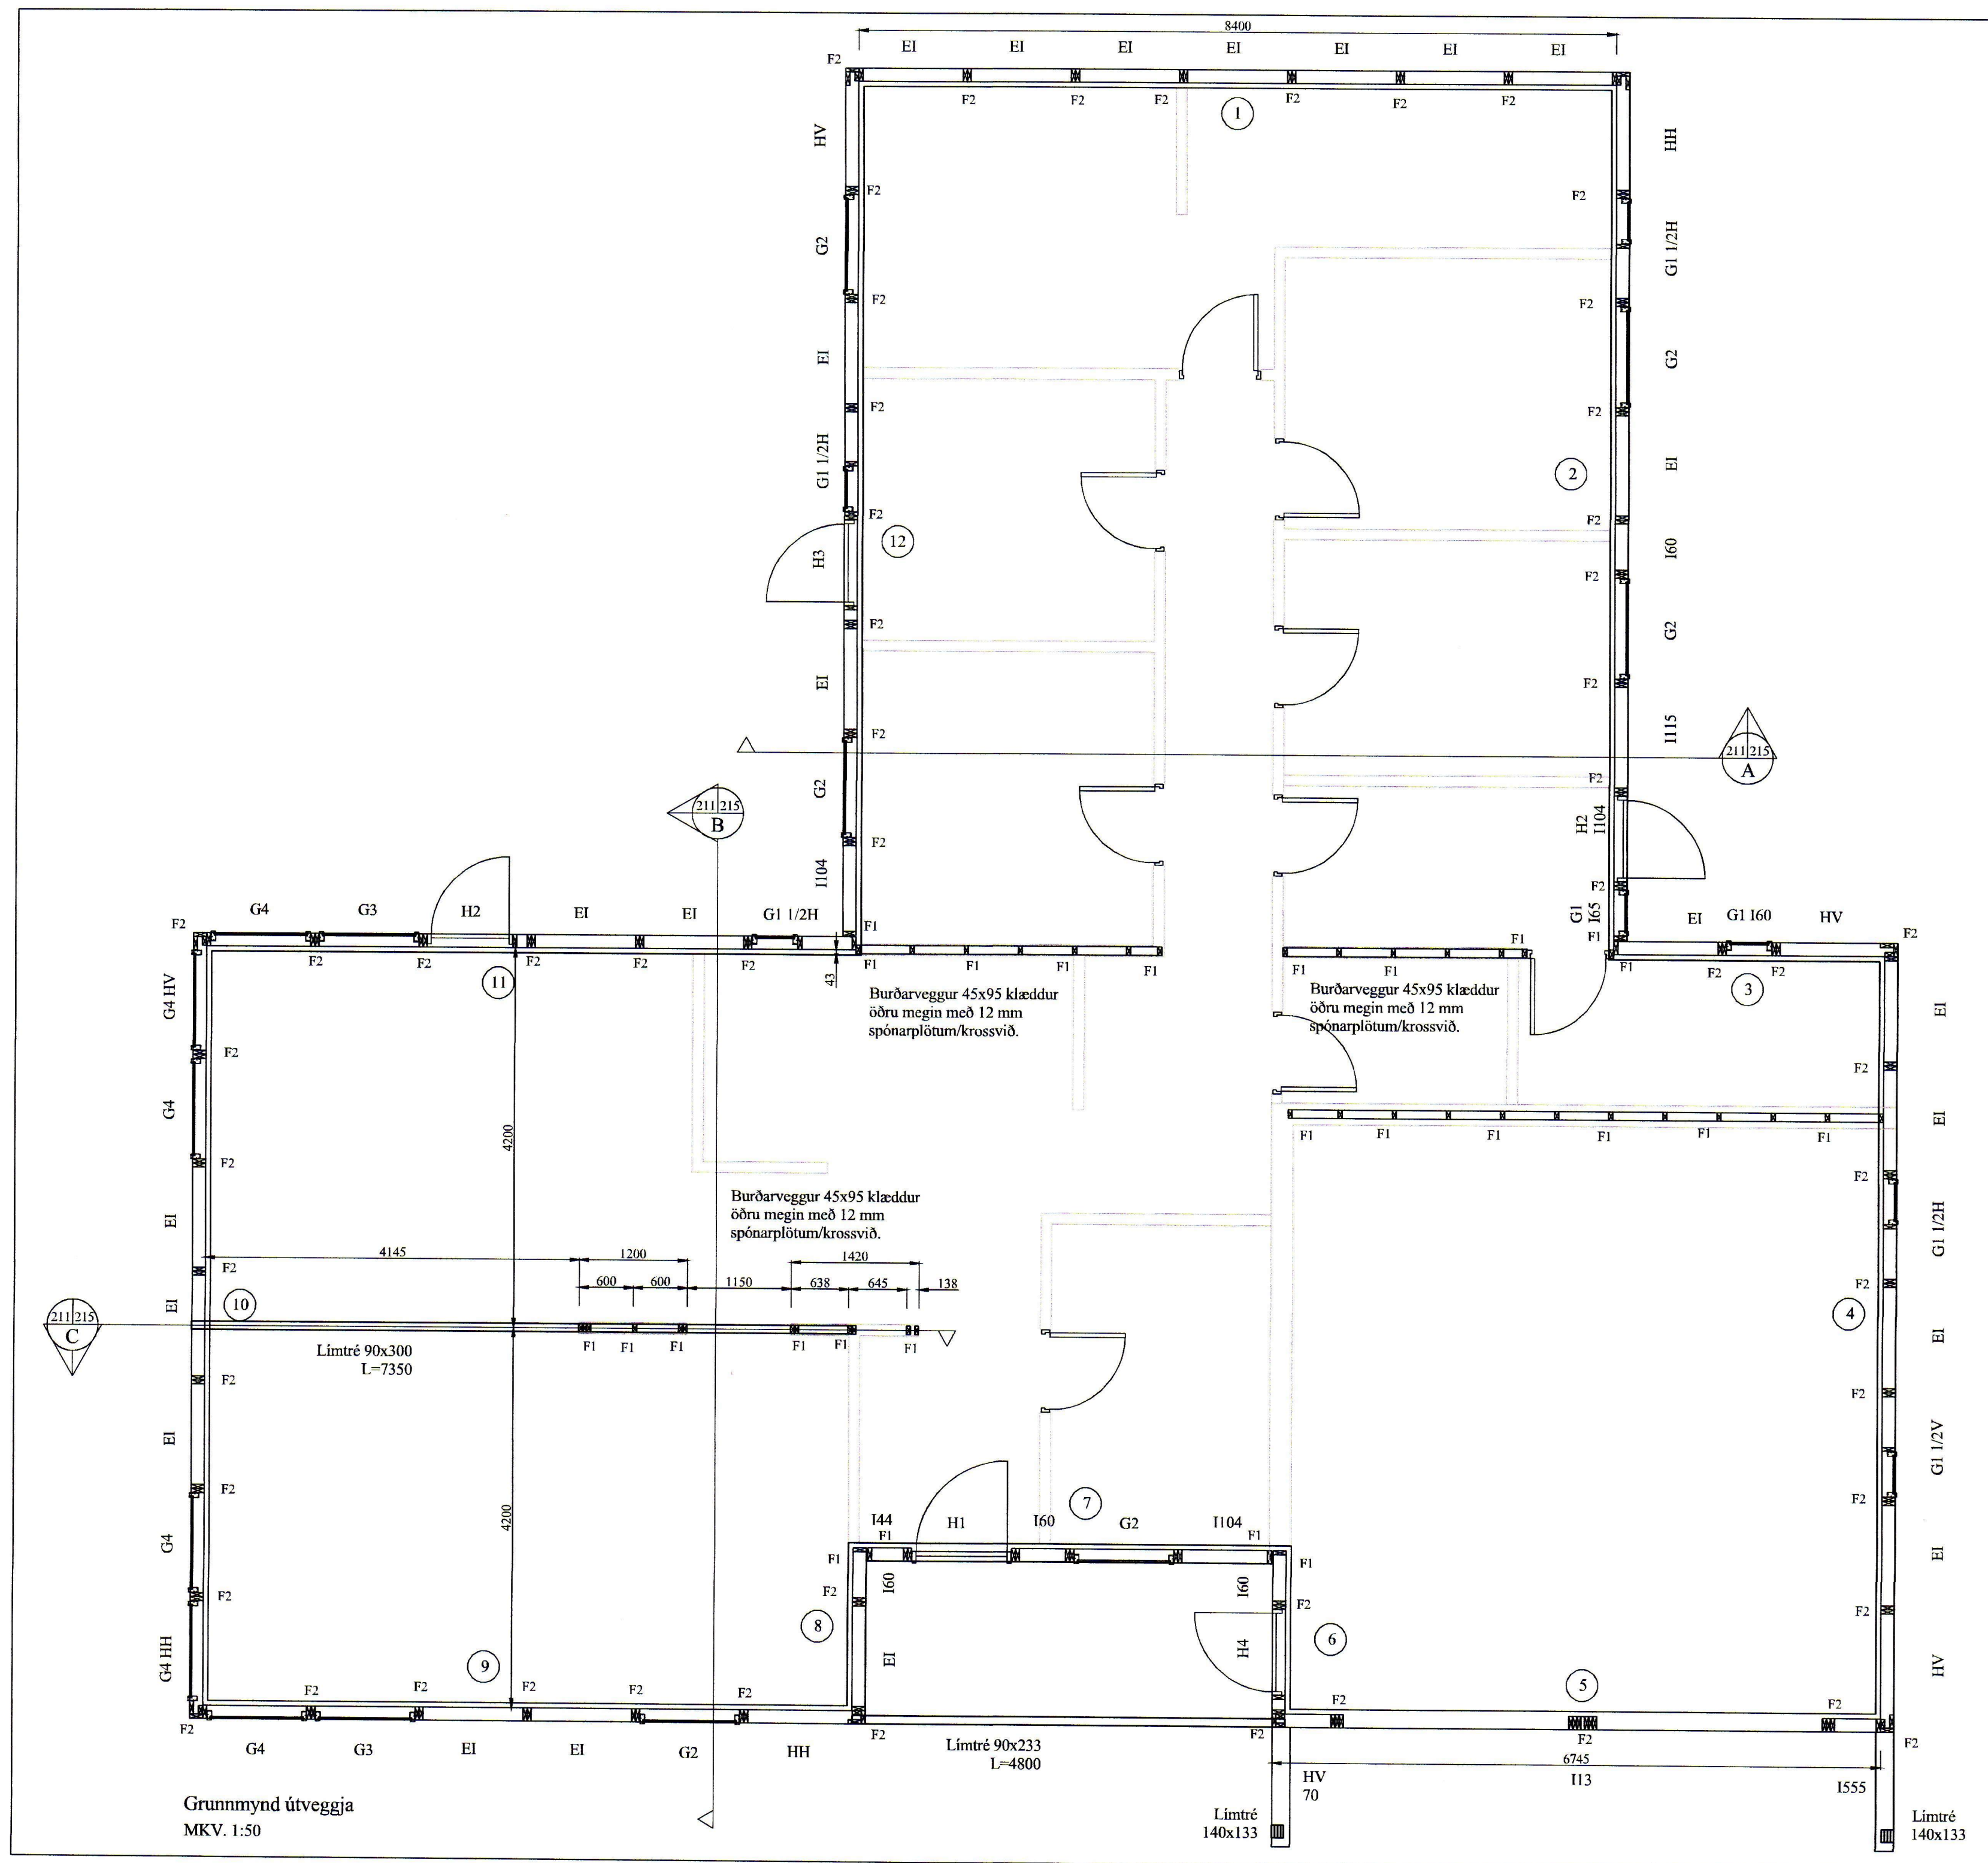 8400
EI EI EI EI EI EI EI
F2
F2 F2 F2 F2 F2 F2
1
HV
HH
F2
F2
G2
G1 1/2H
F2
F2
EI
G2
F2
F2
G1 1/2H
EI
2
F2
F2
12
H3
I60
F2
F2
EI
G2
F2
F2
I115
211 215
A
G2
F2
H2
I104
211 215
B
F2
I104
F2
G1
I65
F1
G4 G3 H2 EI EI G1 1/2H
F1
F1
EI G1 I60 HV
F2
F2
F2 F2 F2 F2 F2
43
F1 F1 F1 F1
F1 F1 F1
F1
F2 F2
11
3
Burðarveggur 45x95 klæddur
öðru megin með 12 mm
spónarplötum/krossvið.
Burðarveggur 45x95 klæddur
öðru megin með 12 mm
spónarplötum/krossvið.
G4 HV
EI
F2
F2
G4
EI
4200
F1 F1 F1 F1 F1 F1
F2
F2
Burðarveggur 45x95 klæddur
öðru megin með 12 mm
spónarplötum/krossvið.
EI
G1 1/2H
4145 1200 1420
F2
600 600 1150 638 645 138
F2
EI
10
4
211 215
C
EI
Límtré 90x300
L=7350
F1 F1 F1 F1 F1 F1
F2
F2
EI
G1 1/2V
F2
F2
4200
7
G4
I44 H1 I60 G2 I104
F1 F1
F1 F1
EI
F2
F2
I60
I60
F2
F2
8
6
G4 HH
EI
H4
HV
9
5
F2 F2 F2 F2 F2
F2
F2
F2
F2
F2
F2
F2
G4 G3 EI EI G2 HH
Límtré 90x233
L=4800
6745
HV
70
I13
I555
Grunnmynd útveggja
MKV. 1:50
Límtré
140x133
Límtré
140x133